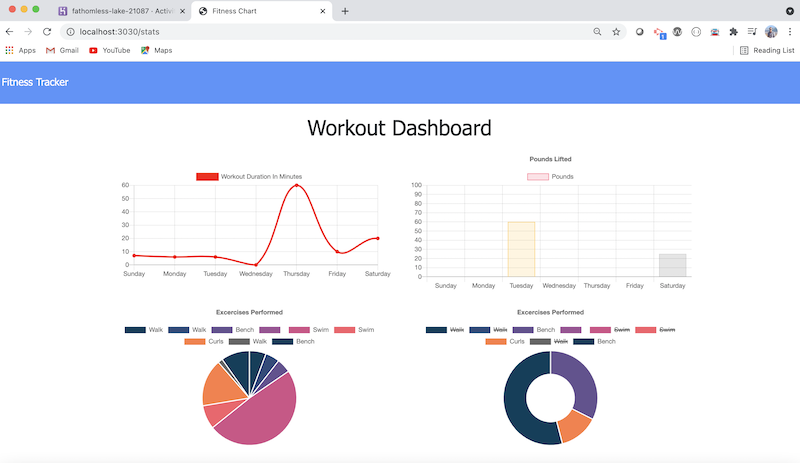 fathomless-lake-21087 · Activi
Fitness Chart
localhost:3030/stats
Apps Gmail YouTube Maps Reading List
Fitness Tracker
Workout Dashboard
Workout Duration In Minutes
60
50
40
30
20
10
0
Sunday Monday Tuesday Wednesday Thursday Friday Saturday
Pounds Lifted
Pounds
100
90
80
70
60
50
40
30
20
10
0
Sunday Monday Tuesday Wednesday Thursday Friday Saturday
Excercises Performed
Walk Walk Bench Swim Swim
Curls Walk Bench
Excercises Performed
Walk Walk Bench Swim Swim
Curls Walk Bench